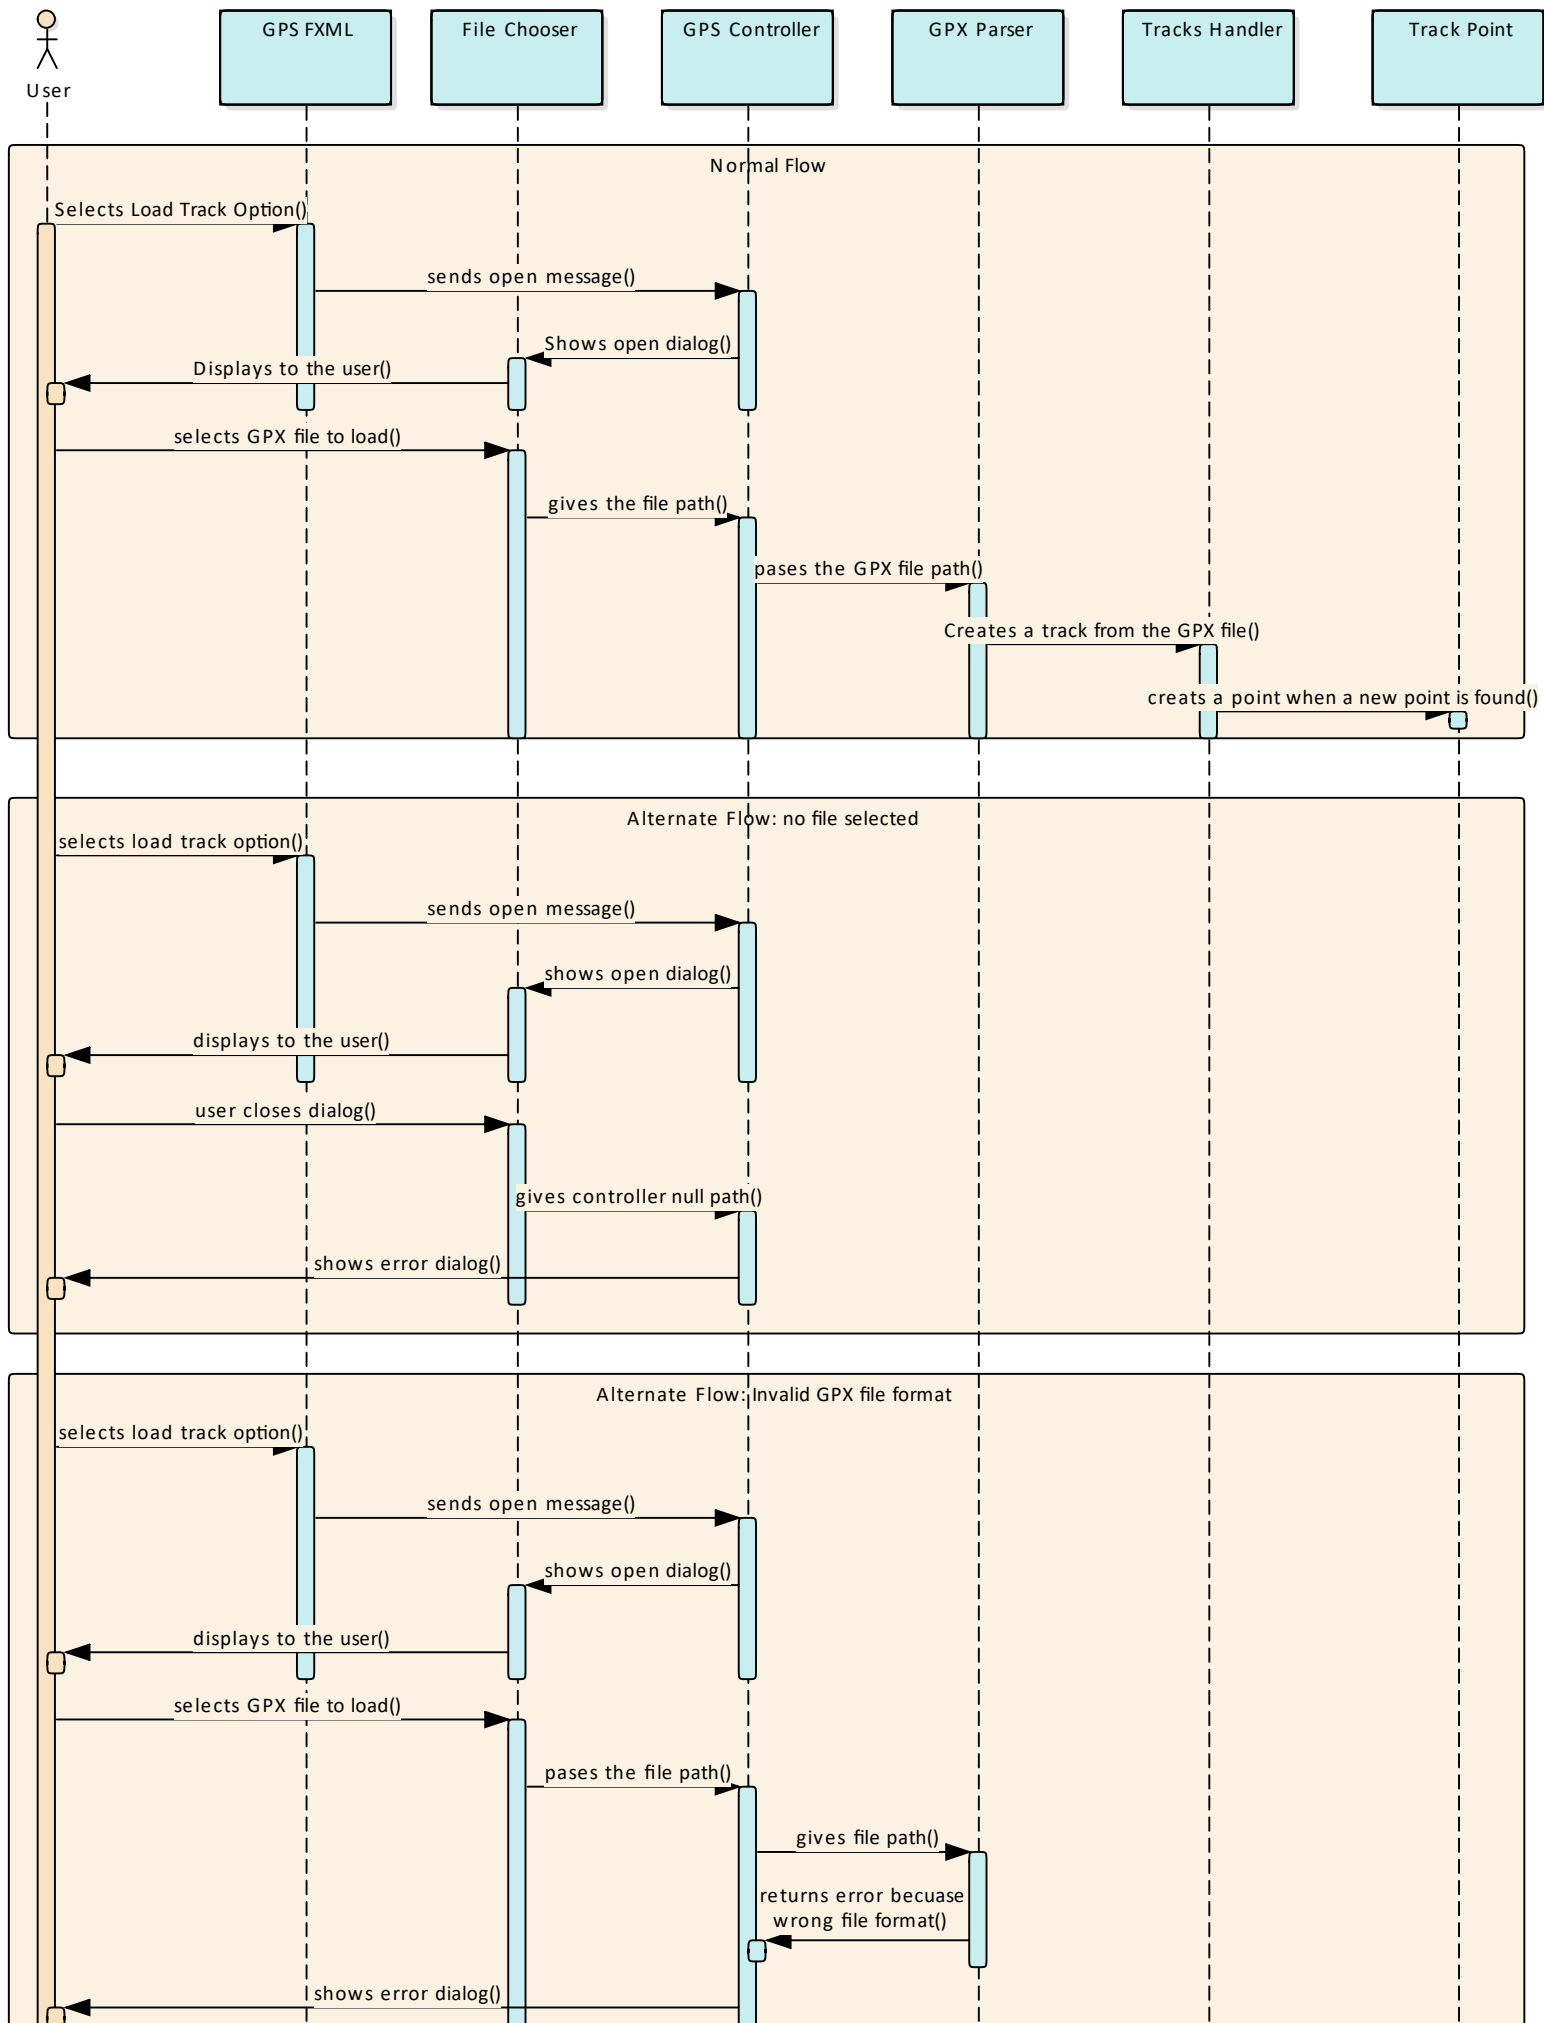 GPS FXML
File Chooser
GPS Controller
GPX Parser
Tracks Handler
Track Point
User
Normal Flow
Selects Load Track Option()
sends open message()
Shows open dialog()
Displays to the user()
selects GPX file to load()
gives the file path()
pases the GPX file path()
Creates a track from the GPX file()
creats a point when a new point is found()
Alternate Flow: no file selected
selects load track option()
sends open message()
shows open dialog()
displays to the user()
user closes dialog()
gives controller null path()
shows error dialog()
Alternate Flow: Invalid GPX file format
selects load track option()
sends open message()
shows open dialog()
displays to the user()
selects GPX file to load()
pases the file path()
gives file path()
returns error becuase
wrong file format()
shows error dialog()